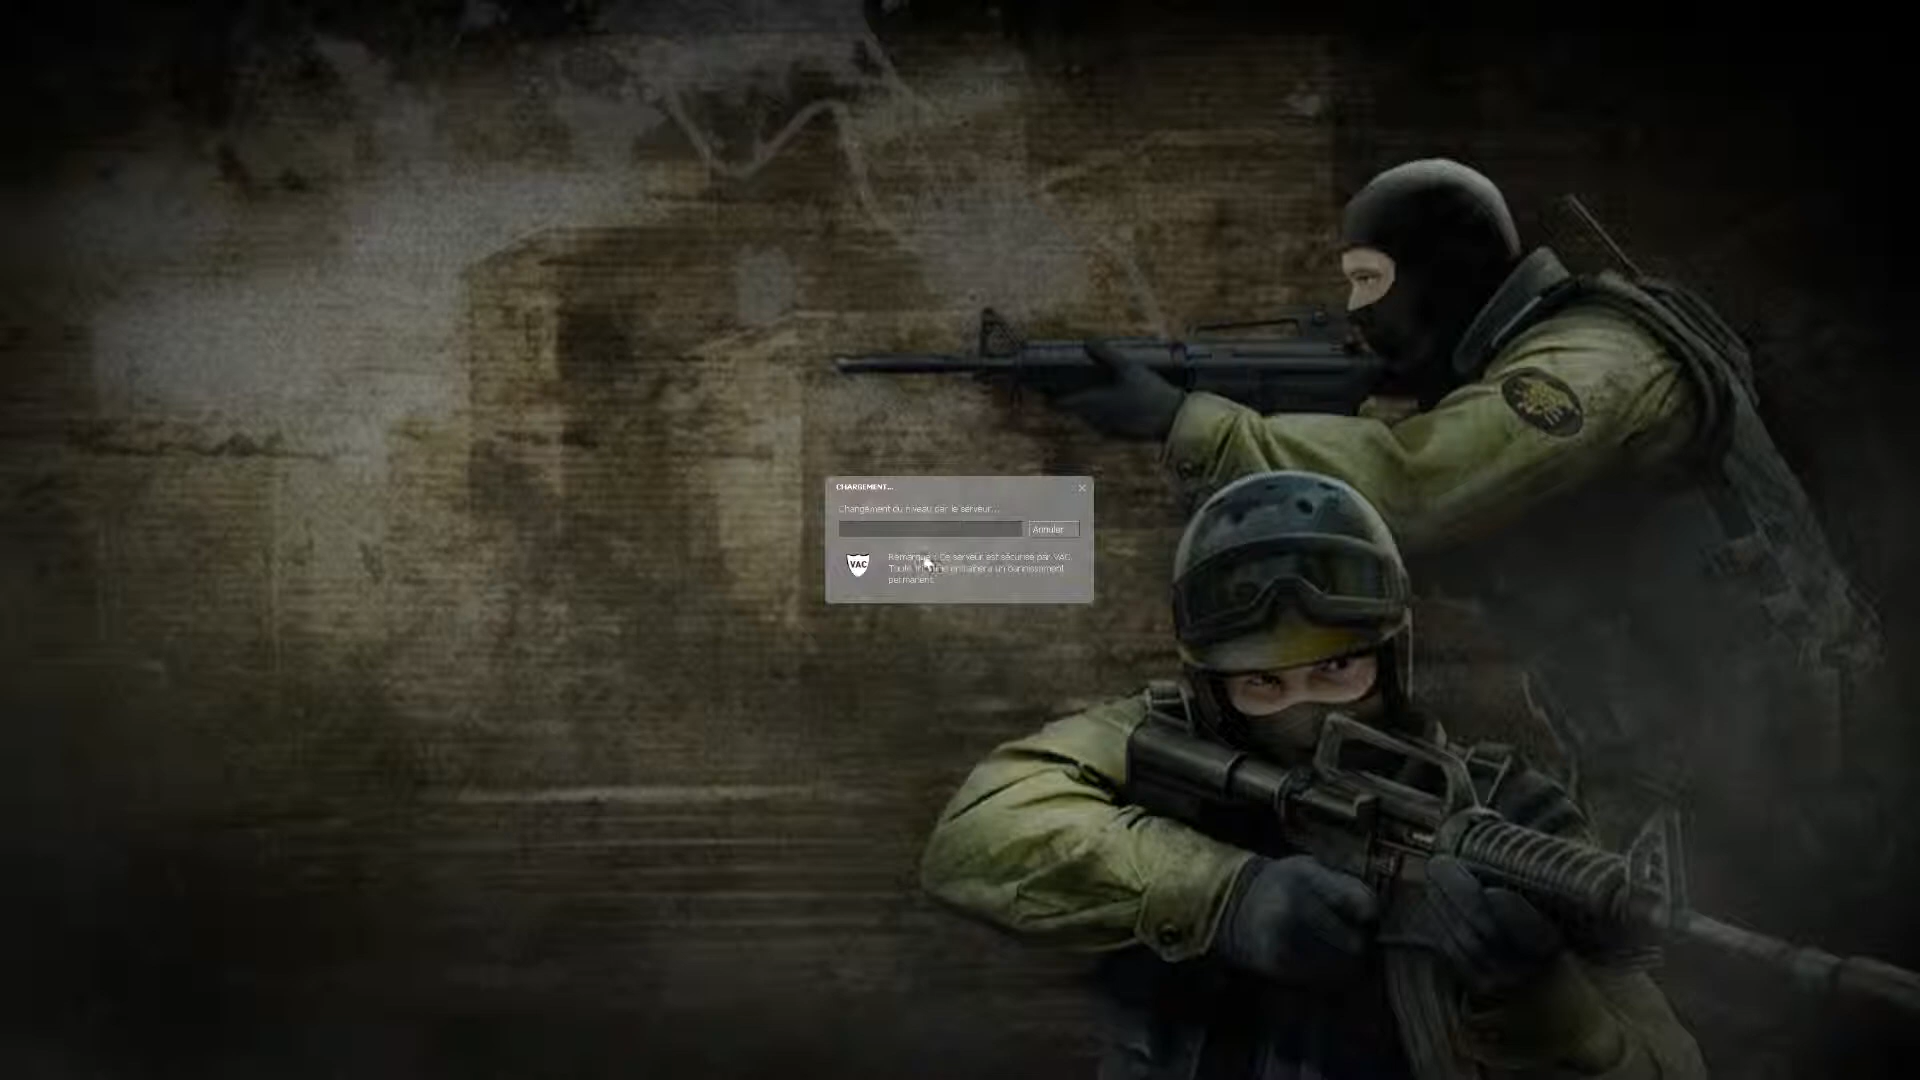 CHARGEMENT...
Changement du niveau par le serveur...
Annuler
VAC
Remarque : Ce serveur est sécurisé par VAC.
Toute entraînera un bannissement
permanent.